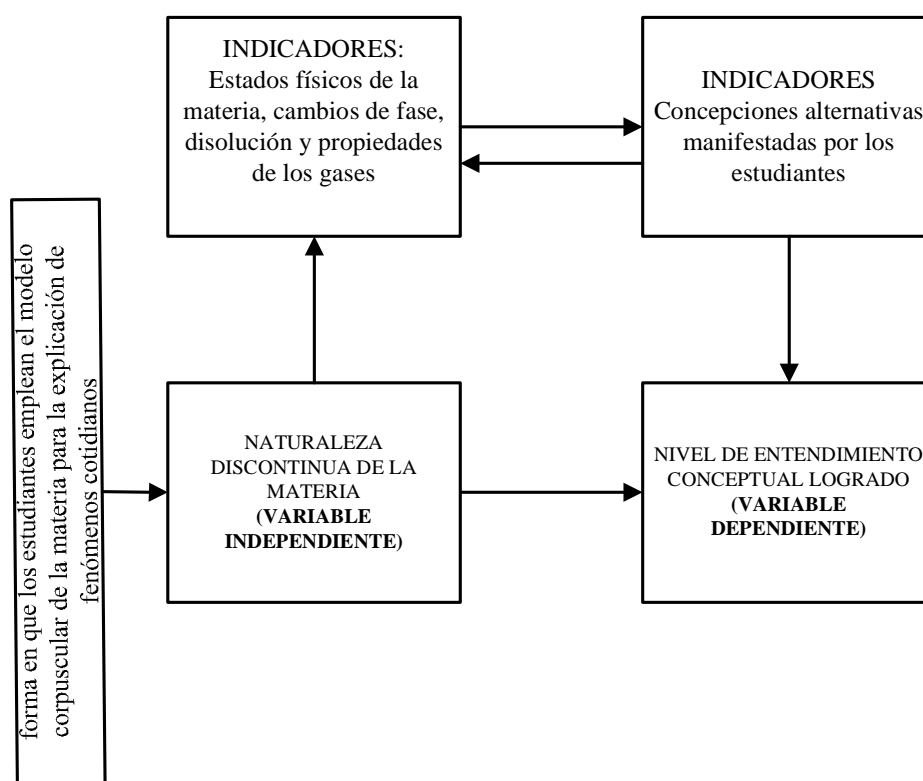 INDICADORES:
Estados físicos de la
materia, cambios de fase,
disolución y propiedades
de los gases
INDICADORES
Concepciones alternativas
manifestadas por los
estudiantes
forma en que los estudiantes emplean el modelo
corpuscular de la materia para la explicación de
fenómenos cotidianos
NATURALEZA
DISCONTINUA DE LA
MATERIA
(VARIABLE
INDEPENDIENTE)
NIVEL DE ENTENDIMIENTO
CONCEPTUAL LOGRADO
(VARIABLE
DEPENDIENTE)